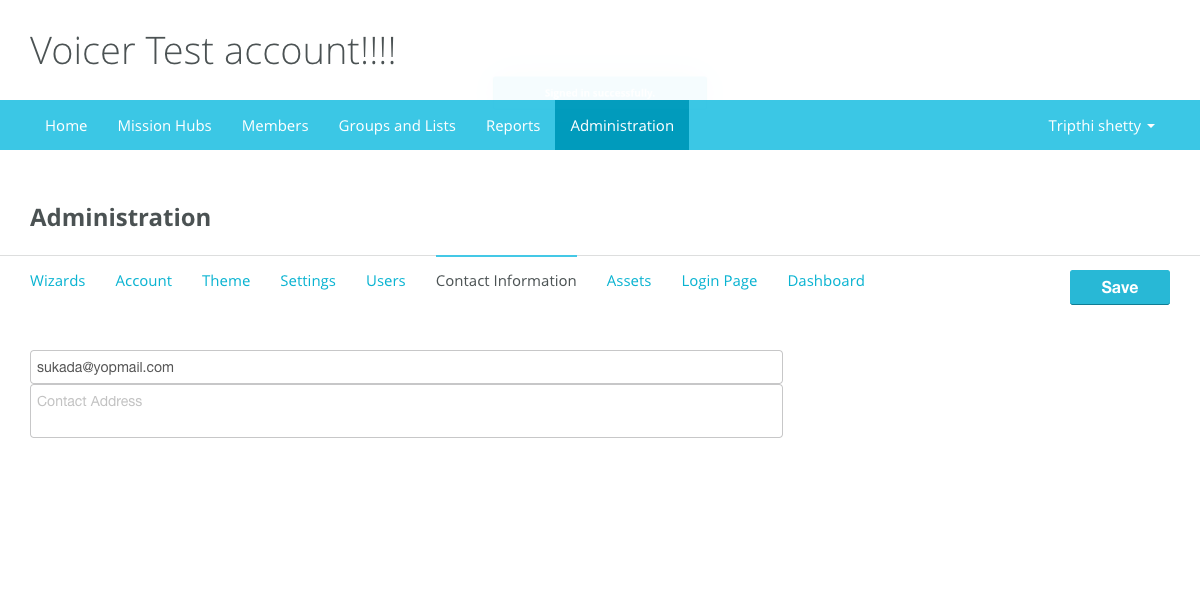 Voicer Test account!!!!
Home Mission Hubs Members Groups and Lists Reports Administration Tripthi shetty
Administration
Wizards Account Theme Settings Users Contact Information Assets Login Page Dashboard Save
sukada@yopmail.com
Contact Address